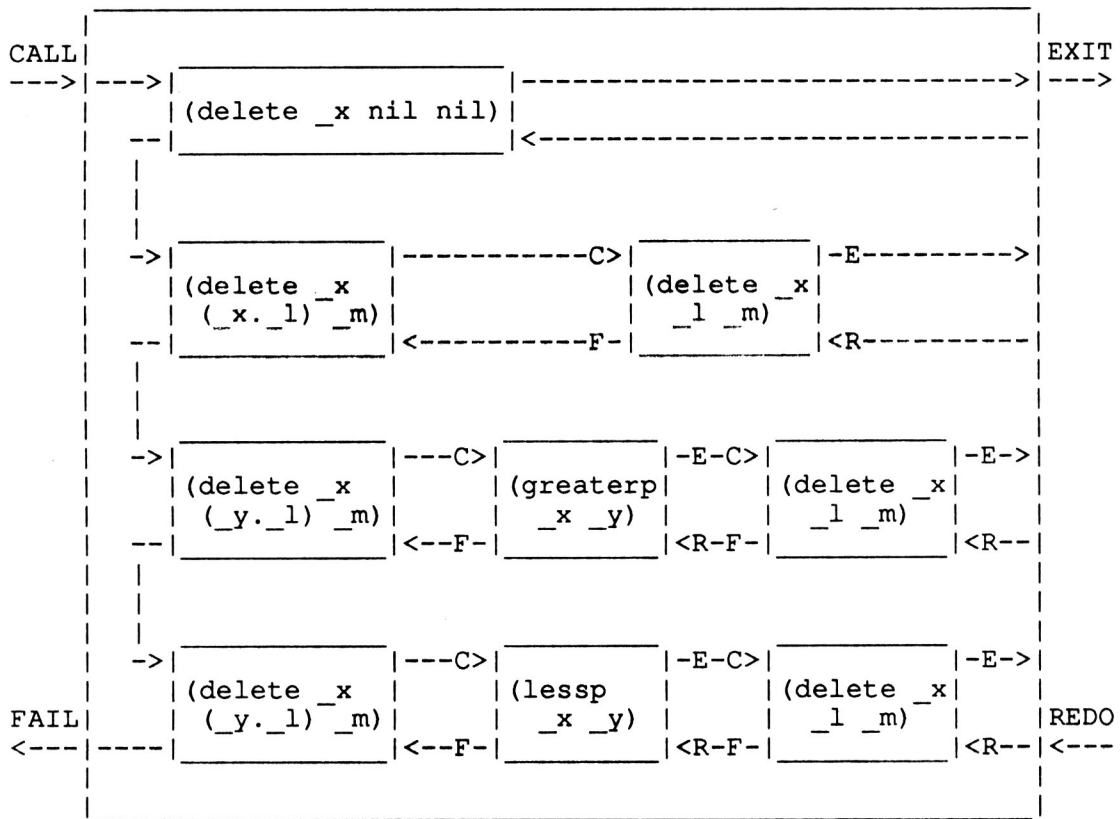 CALL EXIT
---> ---> ------------------------------> --->
(delete _x nil nil)
-- <-----------------------------
-> -----------C> -E------->
(delete _x (delete _x
(_x._l) _m) _l _m)
-- <----------F- <R--------
-> ---C> -E-C> -E->
(delete _x (greaterp (delete _x
(_y._l) _m) _x _y) _l _m)
-- <--F- <R-F- <R--
-> ---C> -E-C> -E->
(delete _x (lessp (delete _x
(_y._l) _m) _x _y) _l _m)
FAIL REDO
<--- ---- <--F- <R-F- <R-- <---